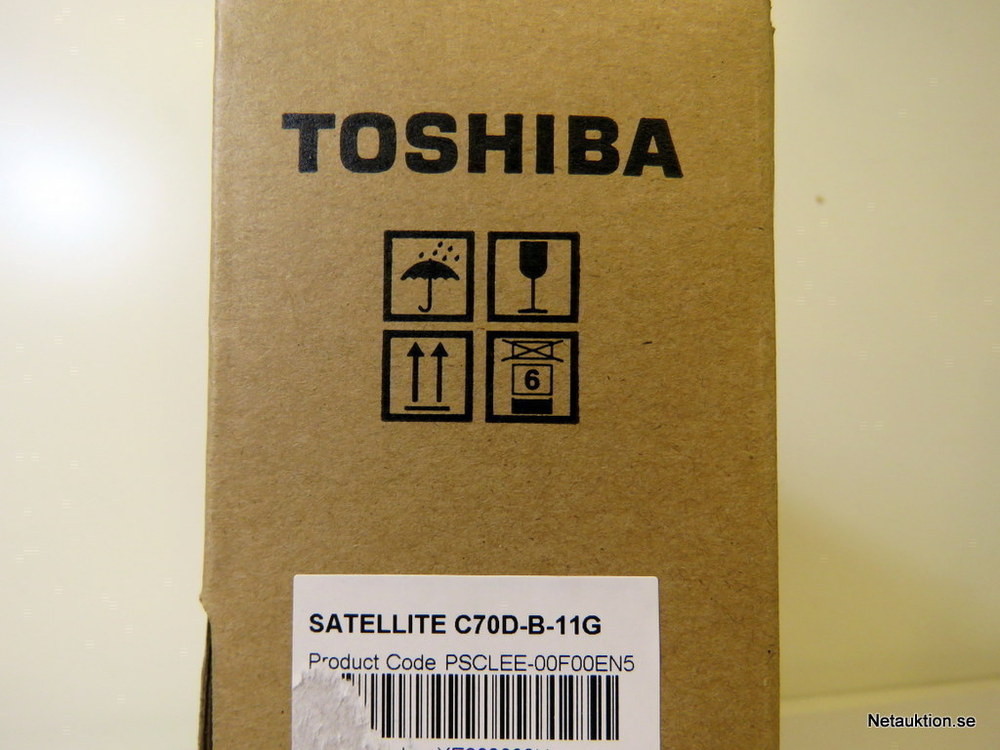 TOSHIBA
6
SATELLITE C70D-B-11G
Product Code PSCLEE-00F00EN5
Netauktion.se